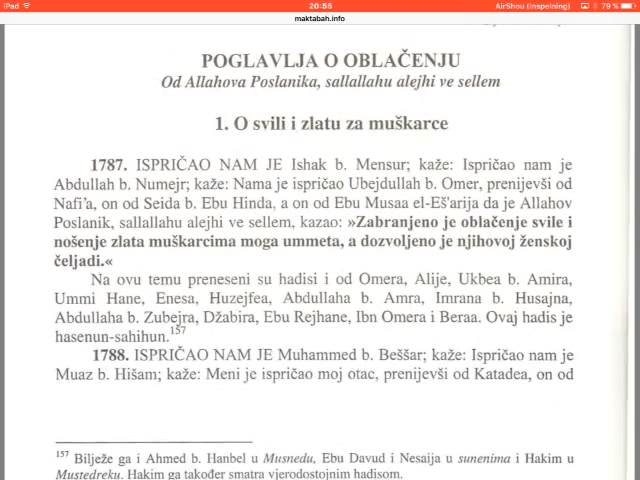 iPad 20:55 AirShou (Inspelning) 79 %
maktabah.info
POGLAVLJA O OBLAČENJU
Od Allahova Poslanika, sallallahu alejhi ve sellem
1. O svili i zlatu za muškarce
1787. ISPRIČAO NAM JE Ishak b. Mensur; kaže: Ispričao nam je
Abdullah b. Numejr; kaže: Nama je ispričao Ubejdullah b. Omer, prenijevši od
Nafi'a, on od Seida b. Ebu Hinda, a on od Ebu Musaa el-Eš'arija da je Allahov
Poslanik, sallallahu alejhi ve sellem, kazao: »Zabranjeno je oblačenje svile i
nošenje zlata muškarcima moga ummeta, a dozvoljeno je njihovoj ženskoj
čeljadi.«
Na ovu temu preneseni su hadisi i od Omera, Alije, Ukbea b. Amira,
Ummi Hane, Enesa, Huzejfea, Abdullaha b. Amra, Imrana b. Husajna,
Abdullaha b. Zubejra, Džabira, Ebu Rejhane, Ibn Omera i Beraa. Ovaj hadis je
hasenun-sahihun.157
1788. ISPRIČAO NAM JE Muhammed b. Beššar; kaže: Ispričao nam je
Muaz b. Hišam; kaže: Meni je ispričao moj otac, prenijevši od Katadea, on od
157 Bilježe ga i Ahmed b. Hanbel u Musnedu, Ebu Davud i Nesaija u sunenima i Hakim u
Mustedreku. Hakim ga također smatra vjerodostojnim hadisom.